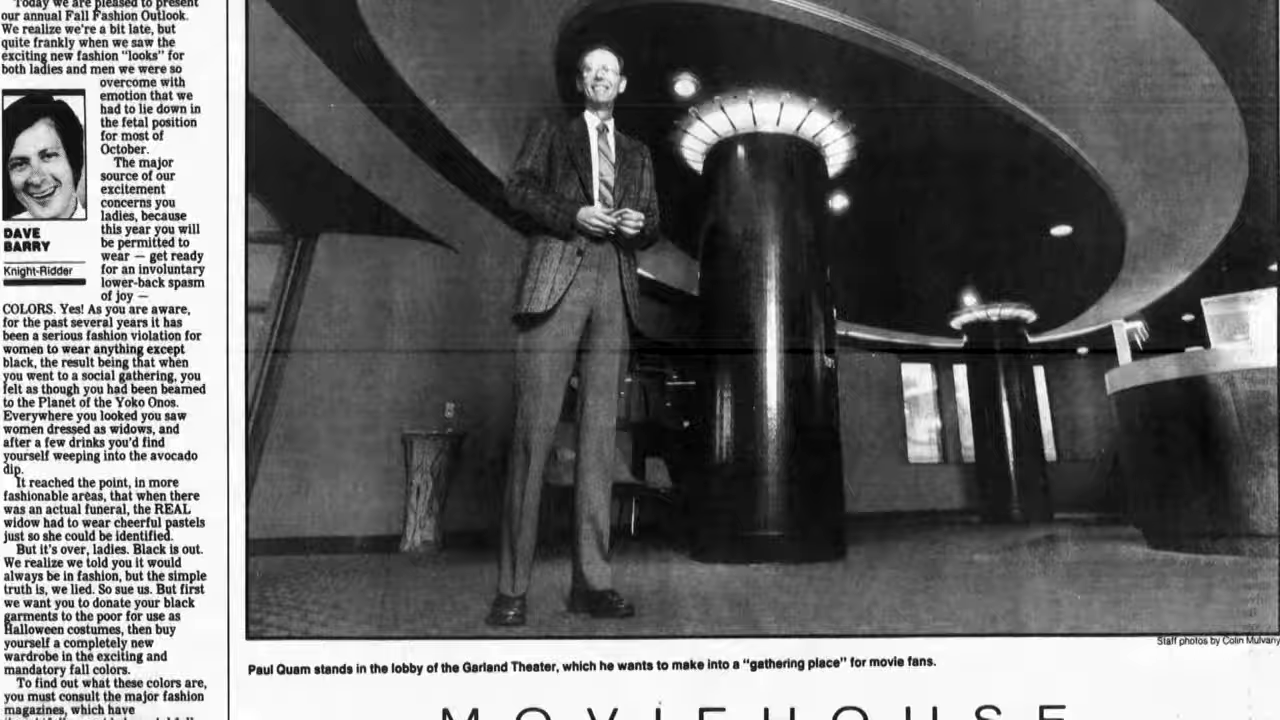 Today we are pleased to present
our annual Fall Fashion Outlook.
We realize we're a bit late, but
quite frankly when we saw the
exciting new fashion "looks" for
both ladies and men we were so
overcome with
emotion that we
had to lie down in
the fetal position
for most of
October.
The major
source of our
excitement
concerns you
ladies, because
this year you will
be permitted to
wear — get ready
for an involuntary
lower-back spasm
of joy —
DAVE
BARRY
Knight-Ridder
COLORS. Yes! As you are aware,
for the past several years it has
been a serious fashion violation for
women to wear anything except
black, the result being that when
you went to a social gathering, you
felt as though you had been beamed
to the Planet of the Yoko Onos.
Everywhere you looked you saw
women dressed as widows, and
after a few drinks you'd find
yourself weeping into the avocado
dip.
It reached the point, in more
fashionable areas, that when there
was an actual funeral, the REAL
widow had to wear cheerful pastels
just so she could be identified.
But it's over, ladies. Black is out.
We realize we told you it would
always be in fashion, but the simple
truth is, we lied. So sue us. But first
we want you to donate your black
garments to the poor for use as
Halloween costumes, then buy
yourself a completely new
wardrobe in the exciting and
mandatory fall colors.
To find out what these colors are,
you must consult the major fashion
magazines, which have
Staff photos by Colin Mulvany
Paul Quam stands in the lobby of the Garland Theater, which he wants to make into a "gathering place" for movie fans.
MOVIEHOUSE